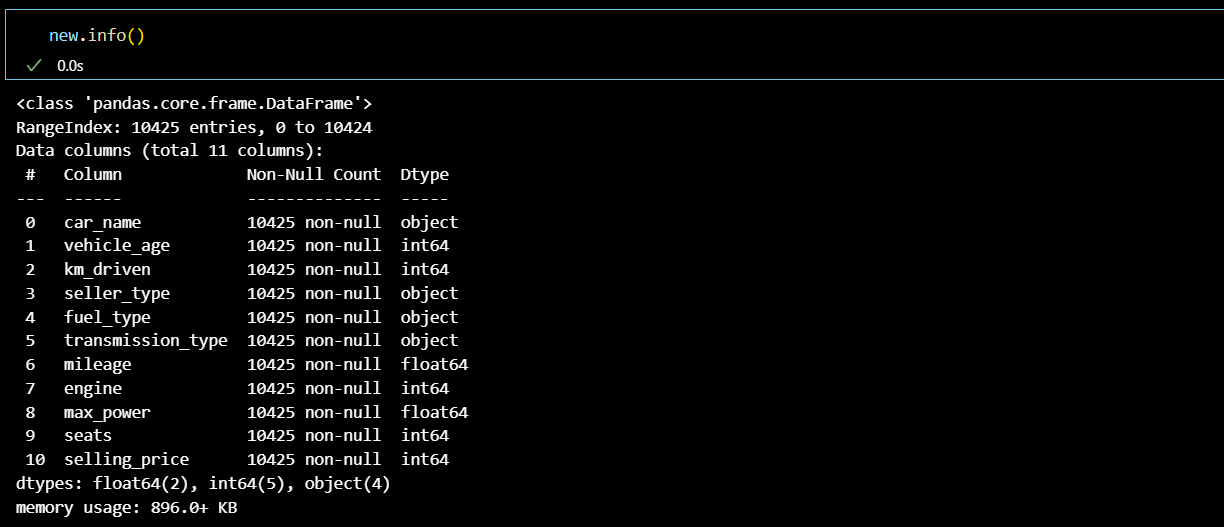 new.info()
✓ 0.0s
<class 'pandas.core.frame.DataFrame'>
RangeIndex: 10425 entries, 0 to 10424
Data columns (total 11 columns):
 #   Column             Non-Null Count  Dtype
---  ------             --------------  -----
 0   car_name           10425 non-null  object
 1   vehicle_age        10425 non-null  int64
 2   km_driven          10425 non-null  int64
 3   seller_type        10425 non-null  object
 4   fuel_type          10425 non-null  object
 5   transmission_type  10425 non-null  object
 6   mileage            10425 non-null  float64
 7   engine             10425 non-null  int64
 8   max_power          10425 non-null  float64
 9   seats              10425 non-null  int64
 10  selling_price      10425 non-null  int64
dtypes: float64(2), int64(5), object(4)
memory usage: 896.0+ KB